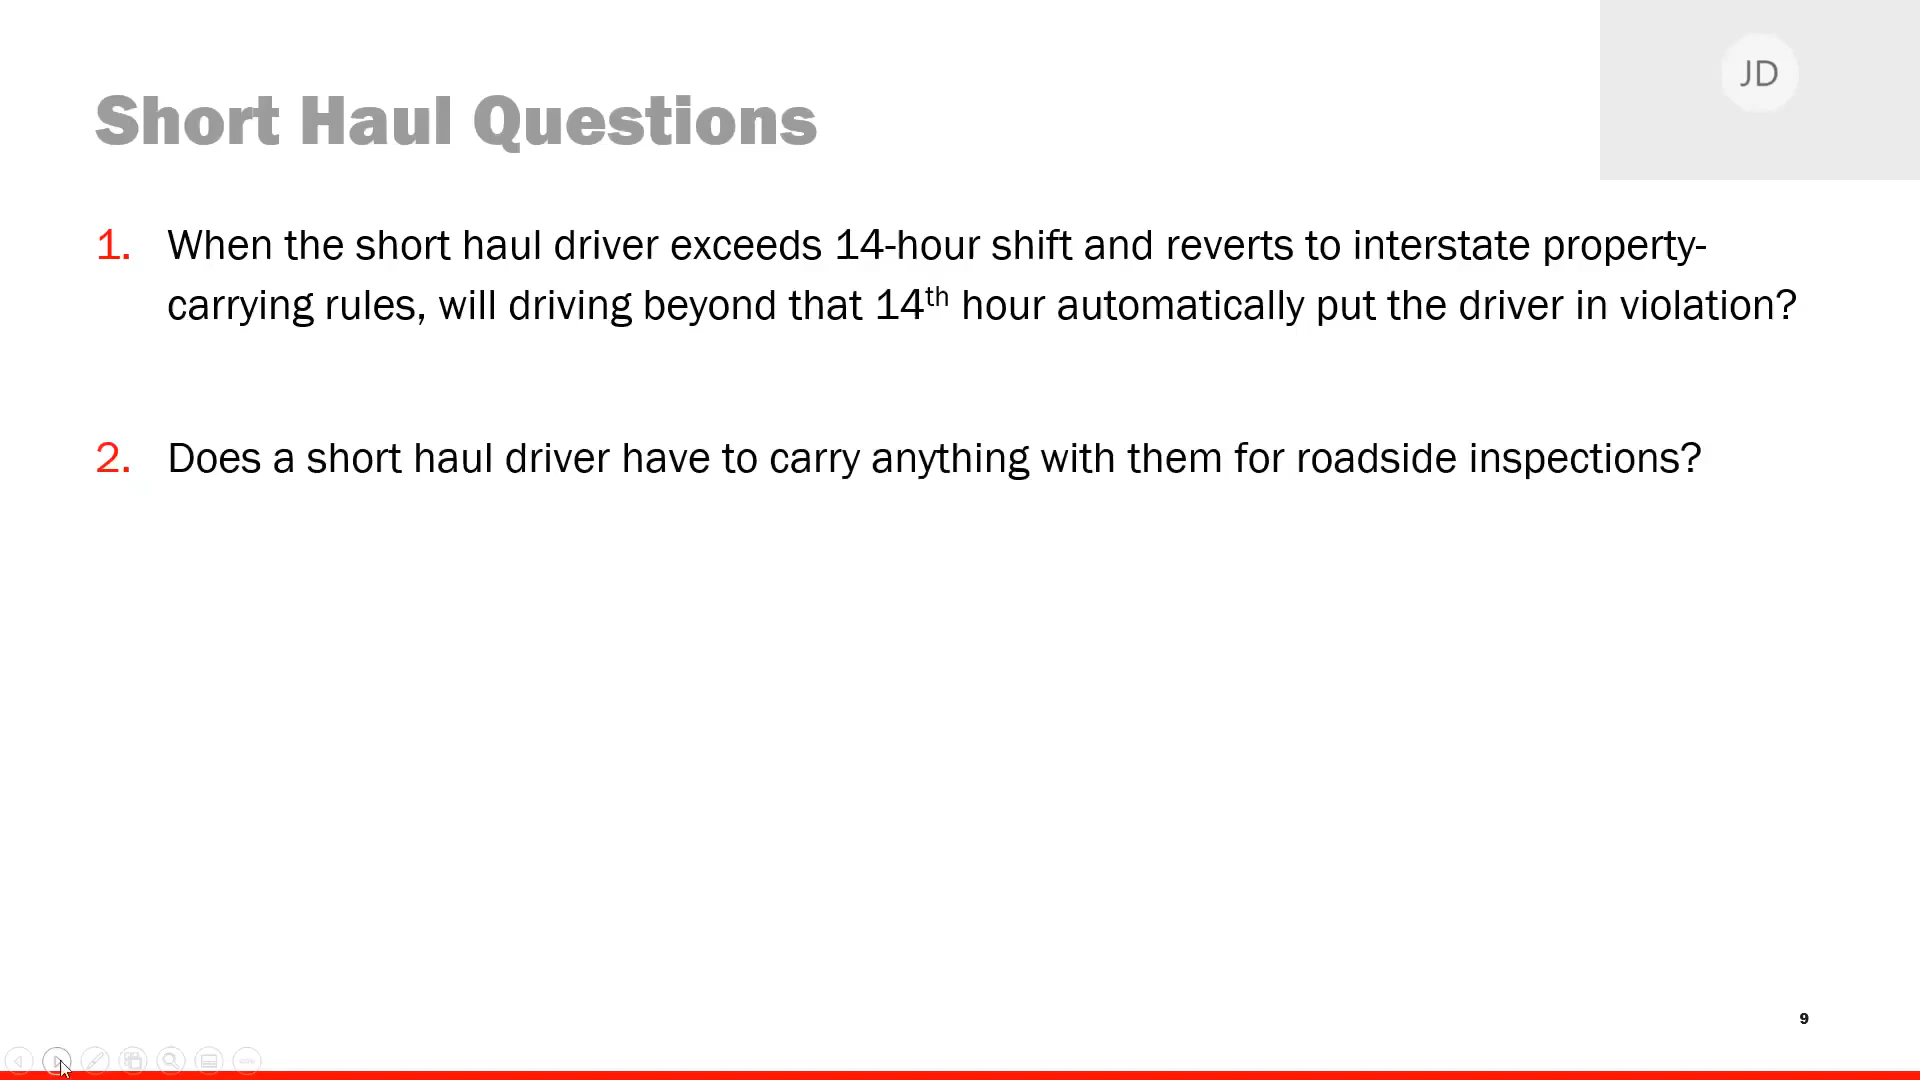 JD
Short Haul Questions
1. When the short haul driver exceeds 14-hour shift and reverts to interstate property-
carrying rules, will driving beyond that 14th hour automatically put the driver in violation?
2. Does a short haul driver have to carry anything with them for roadside inspections?
9